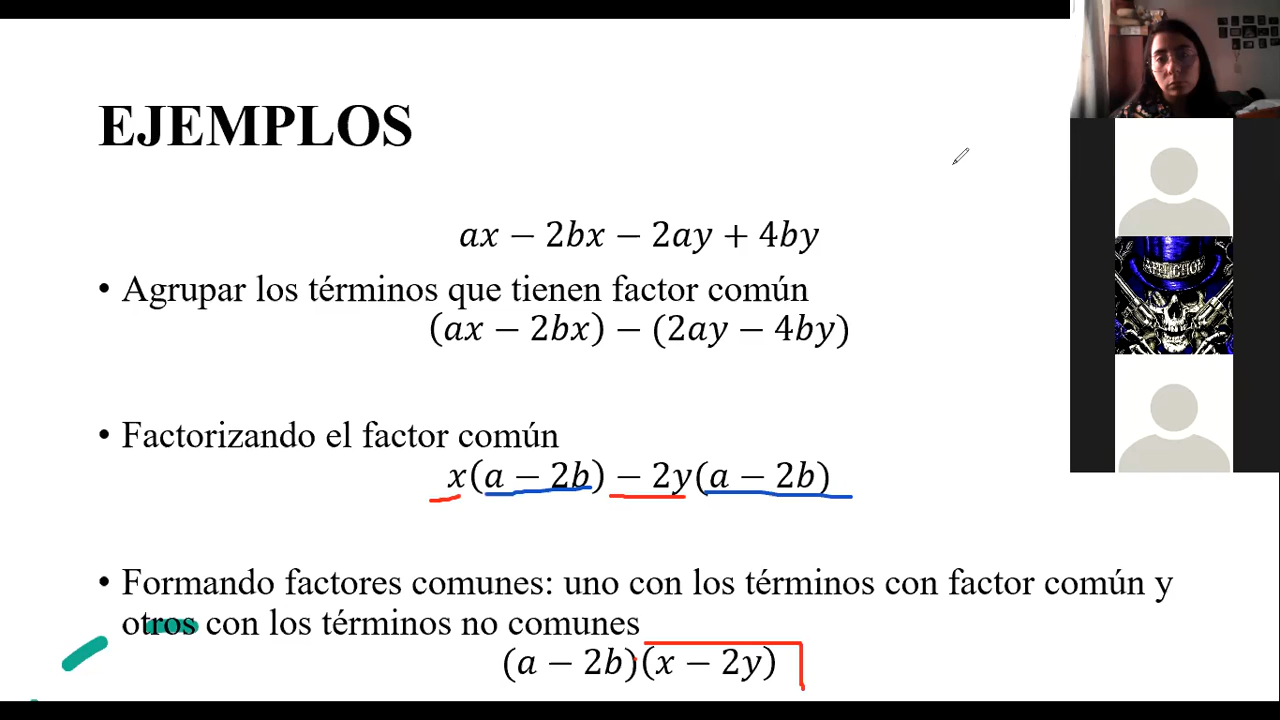 EJEMPLOS
ax − 2bx − 2ay + 4by
• Agrupar los términos que tienen factor común
(ax − 2bx) − (2ay − 4by)
• Factorizando el factor común
x(a − 2b) − 2y(a − 2b)
• Formando factores comunes: uno con los términos con factor común y
otros con los términos no comunes
(a − 2b)(x − 2y)
AFFLICTION